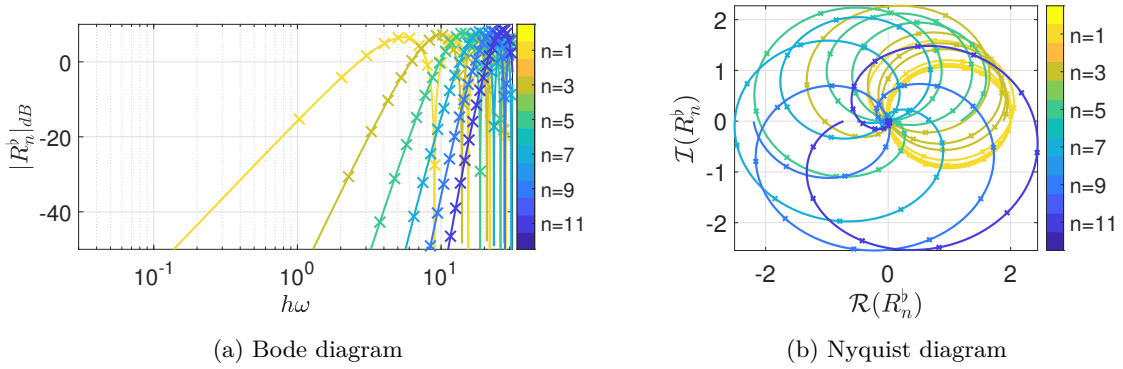 0
-20
-40
|R_n^♭|_{dB}
10^{-1}
10^0
10^1
hω
n=1
n=3
n=5
n=7
n=9
n=11
(a) Bode diagram
2
1
0
-1
-2
I(R_n^♭)
-2
0
2
R(R_n^♭)
n=1
n=3
n=5
n=7
n=9
n=11
(b) Nyquist diagram